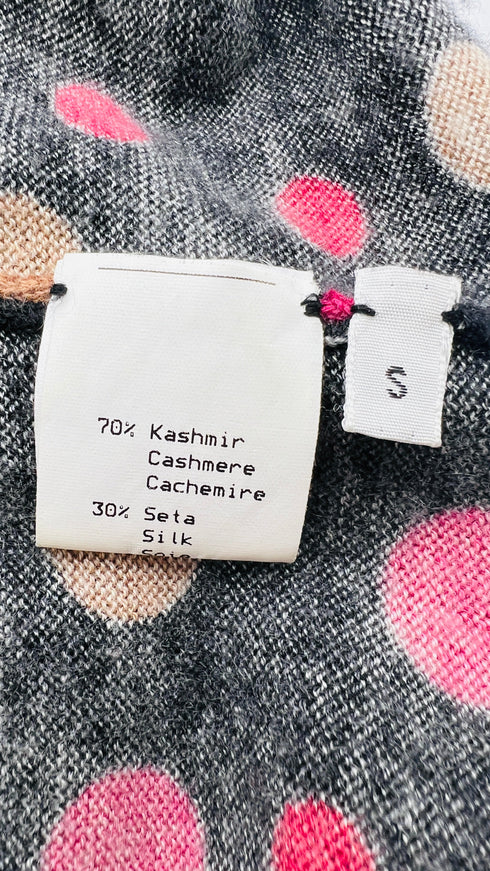 70% Kashmir
Cashmere
Cachemire
30% Seta
Silk
S